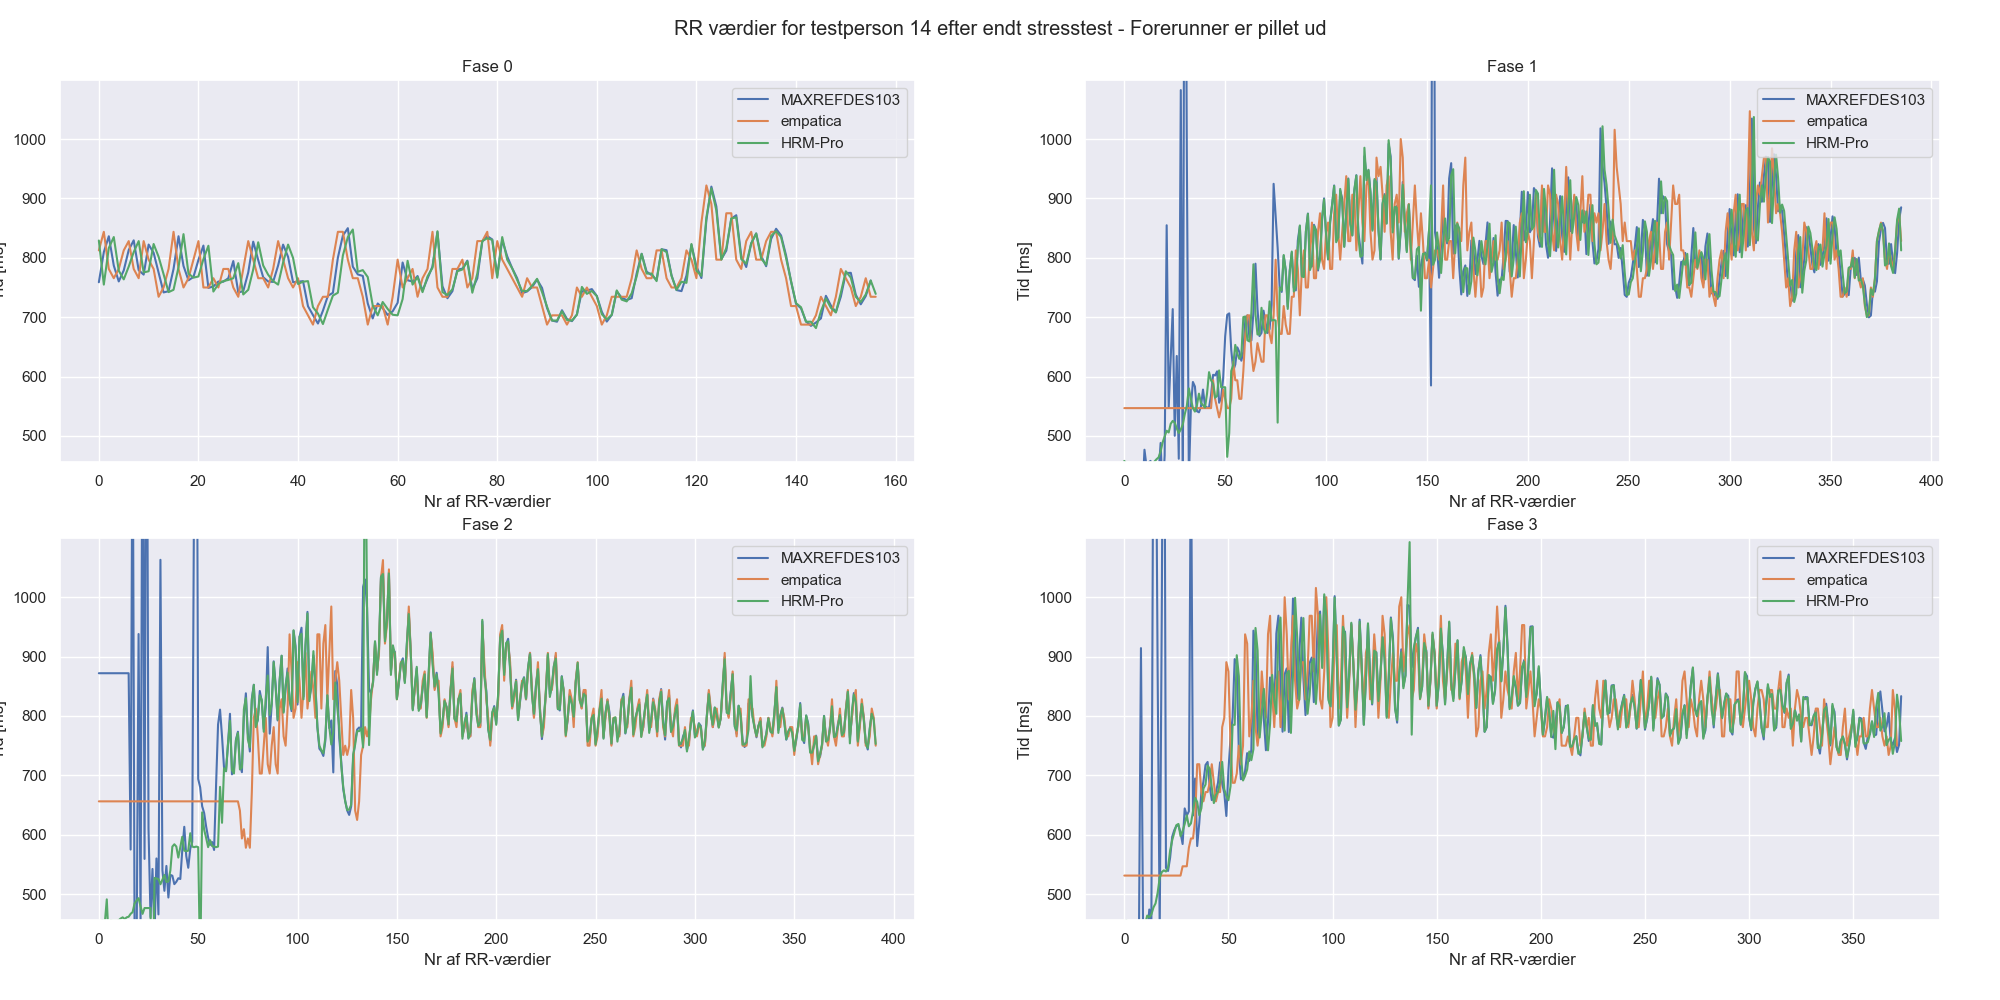 RR værdier for testperson 14 efter endt stresstest - Forerunner er pillet ud
Fase 0
1000
900
800
700
600
500
MAXREFDES103
empatica
HRM-Pro
0 20 40 60 80 100 120 140 160
Nr af RR-værdier
Fase 1
Tid [ms]
1000
900
800
700
600
500
MAXREFDES103
empatica
HRM-Pro
0 50 100 150 200 250 300 350 400
Nr af RR-værdier
Fase 2
1000
900
800
700
600
500
MAXREFDES103
empatica
HRM-Pro
0 50 100 150 200 250 300 350 400
Nr af RR-værdier
Fase 3
Tid [ms]
1000
900
800
700
600
500
MAXREFDES103
empatica
HRM-Pro
0 50 100 150 200 250 300 350
Nr af RR-værdier